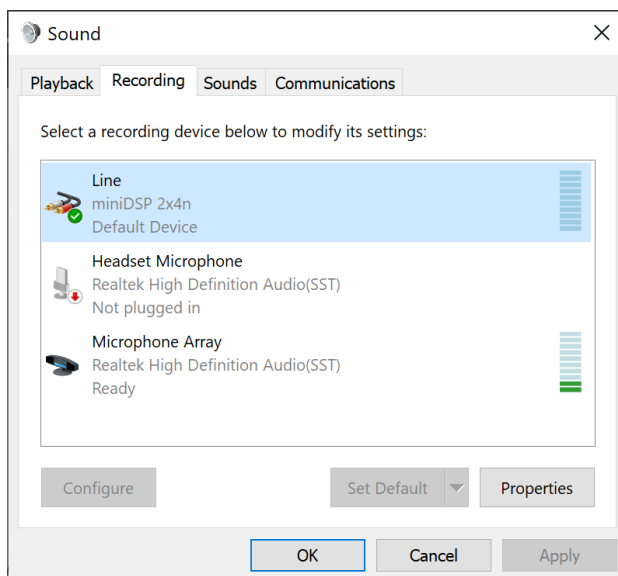 Sound
Playback Recording Sounds Communications
Select a recording device below to modify its settings:
Line
miniDSP 2x4n
Default Device
Headset Microphone
Realtek High Definition Audio(SST)
Not plugged in
Microphone Array
Realtek High Definition Audio(SST)
Ready
Configure Set Default Properties
OK Cancel Apply